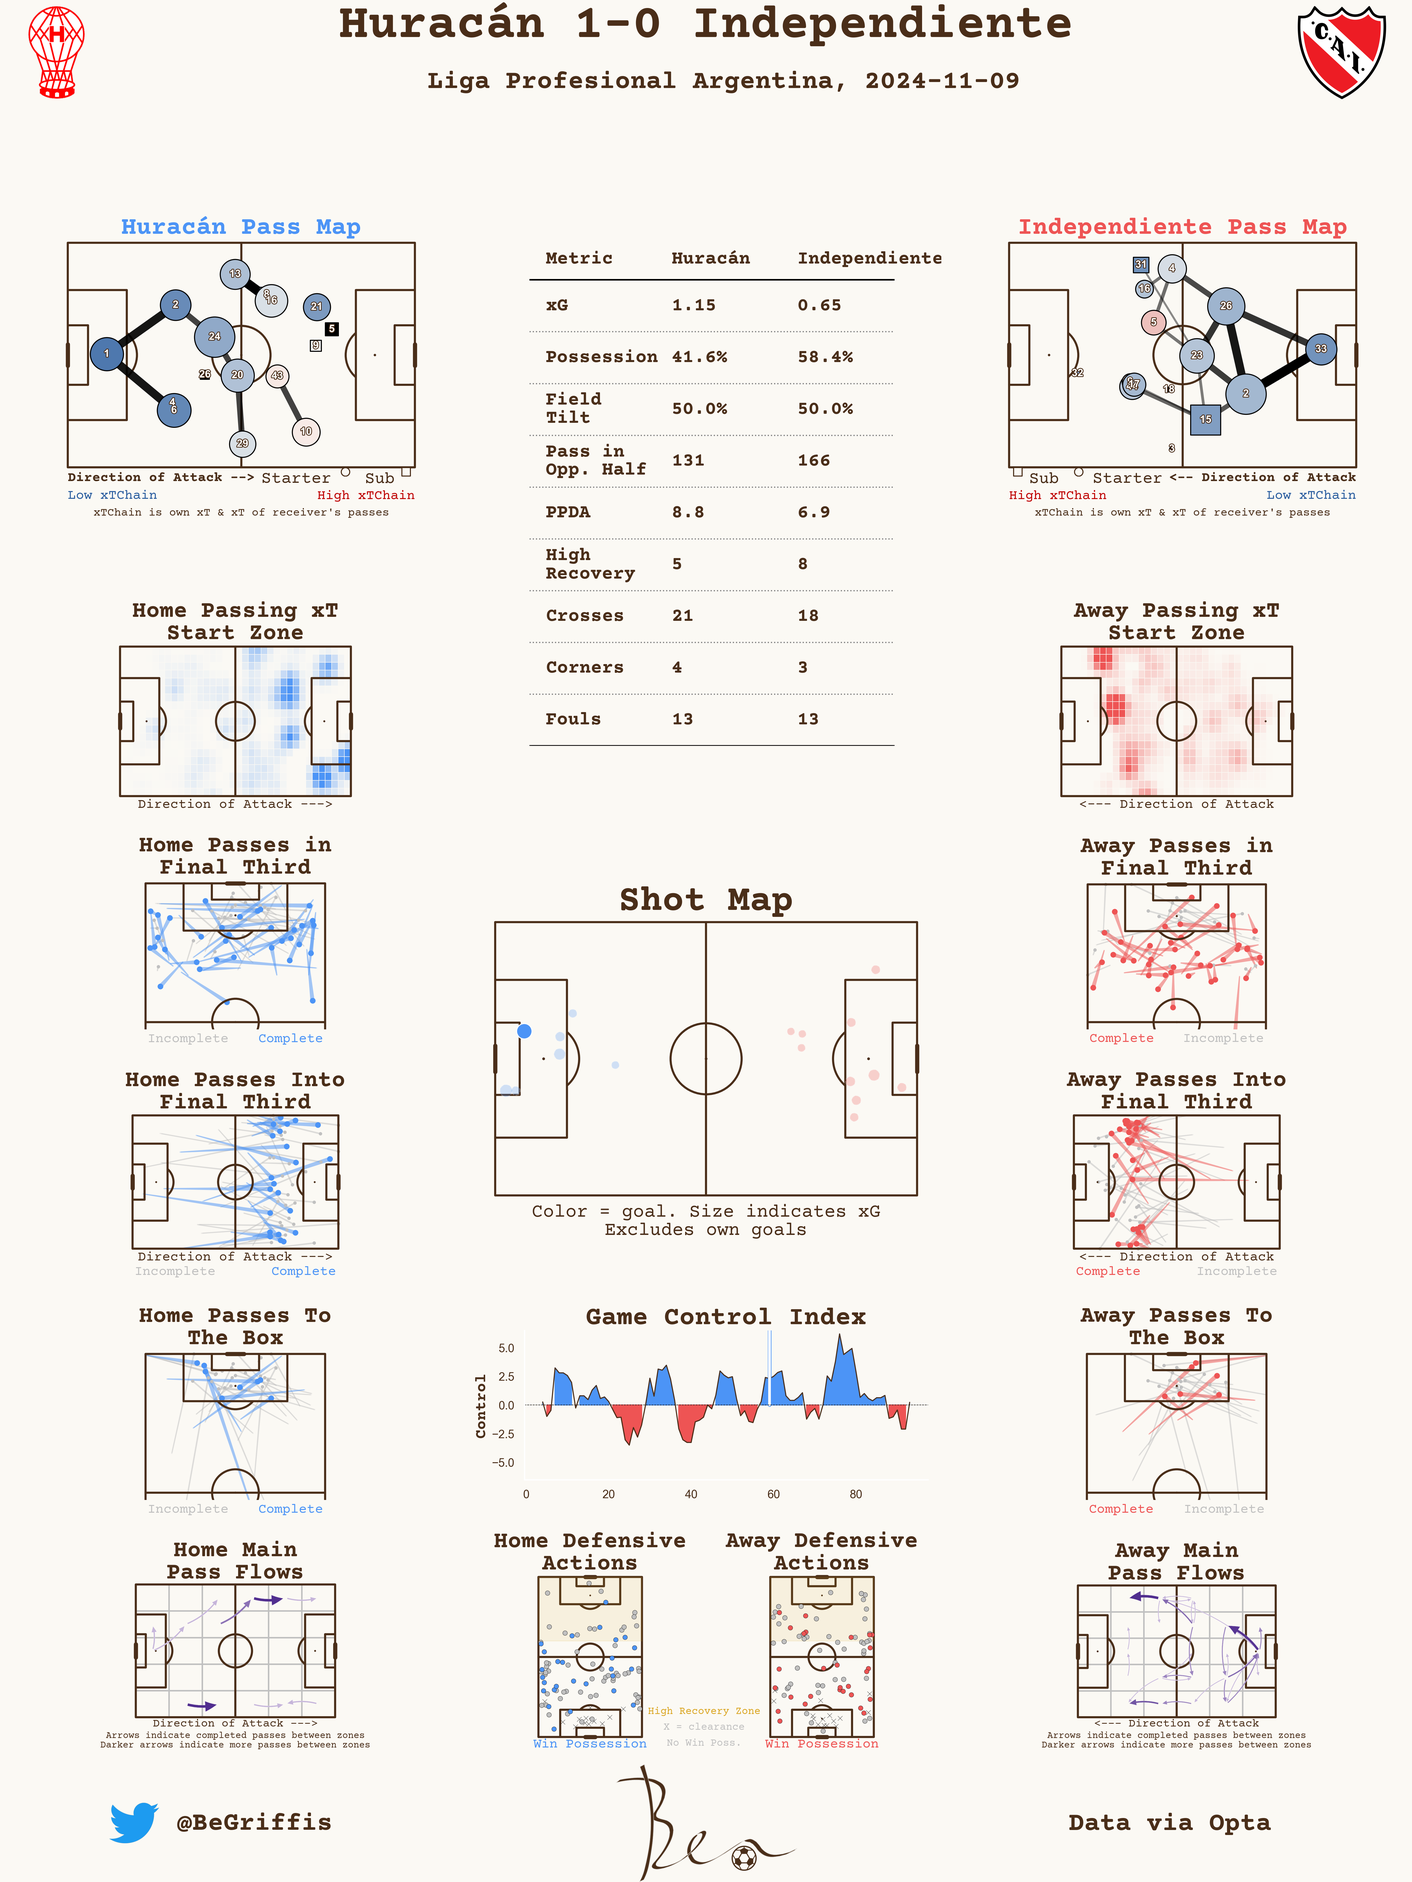 Huracán 1-0 Independiente
Liga Profesional Argentina, 2024-11-09
H
C.A.I.
Huracán Pass Map
13
8
16
2
21
24
5
9
1
26
20
43
4
6
10
29
Direction of Attack --> Starter Sub
Low xTChain High xTChain
xTChain is own xT & xT of receiver's passes
Metric Huracán Independiente
xG 1.15 0.65
Possession 41.6% 58.4%
Field
Tilt 50.0% 50.0%
Pass in
Opp. Half 131 166
PPDA 8.8 6.9
High
Recovery 5 8
Crosses 21 18
Corners 4 3
Fouls 13 13
Independiente Pass Map
31
4
16
26
5
23
33
32
17
18
2
15
3
Sub Starter <-- Direction of Attack
High xTChain Low xTChain
xTChain is own xT & xT of receiver's passes
Home Passing xT
Start Zone
Direction of Attack --->
Away Passing xT
Start Zone
<--- Direction of Attack
Home Passes in
Final Third
Incomplete Complete
Shot Map
Color = goal. Size indicates xG
Excludes own goals
Away Passes in
Final Third
Complete Incomplete
Home Passes Into
Final Third
Direction of Attack --->
Incomplete Complete
Away Passes Into
Final Third
<--- Direction of Attack
Complete Incomplete
Home Passes To
The Box
Incomplete Complete
Game Control Index
Control
5.0
2.5
0.0
−2.5
−5.0
0 20 40 60 80
Away Passes To
The Box
Complete Incomplete
Home Main
Pass Flows
Direction of Attack --->
Arrows indicate completed passes between zones
Darker arrows indicate more passes between zones
Home Defensive
Actions
Win Possession
Away Defensive
Actions
Win Possession
High Recovery Zone
X = clearance
No Win Poss.
Away Main
Pass Flows
<--- Direction of Attack
Arrows indicate completed passes between zones
Darker arrows indicate more passes between zones
@BeGriffis
Ben
Data via Opta